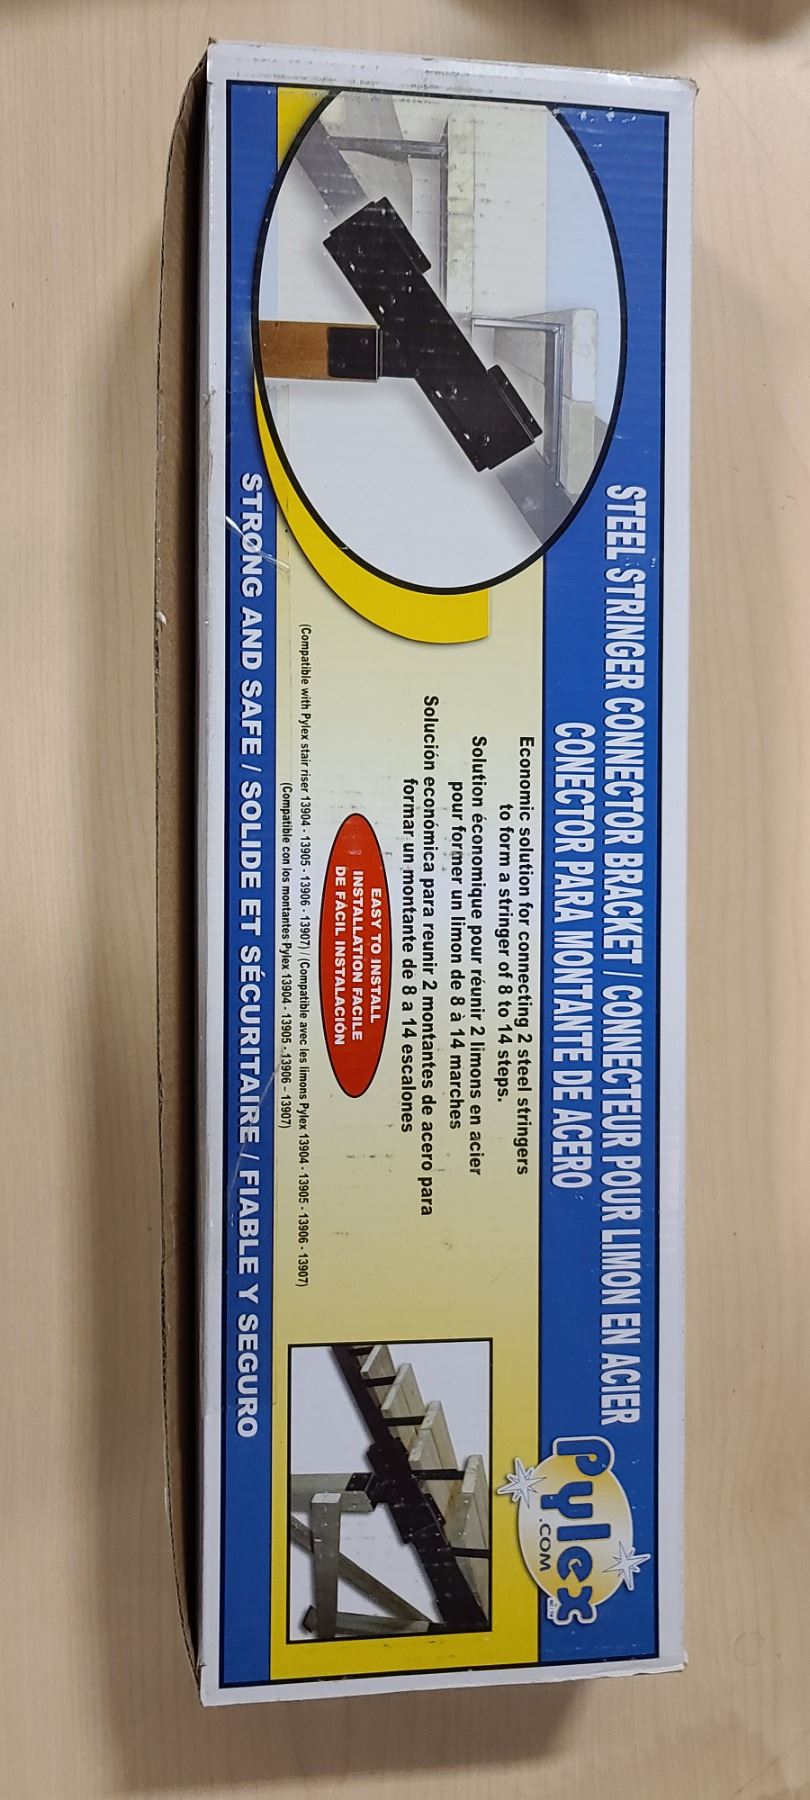 STEEL STRINGER CONNECTOR BRACKET / CONNECTEUR POUR LIMON EN ACIER
CONECTOR PARA MONTANTE DE ACERO
Pylex
.COM
Economic solution for connecting 2 steel stringers
to form a stringer of 8 to 14 steps.
Solution économique pour réunir 2 limons en acier
pour former un limon de 8 à 14 marches
Solución económica para reunir 2 montantes de acero para
formar un montante de 8 a 14 escalones
EASY TO INSTALL
INSTALLATION FACILE
DE FÁCIL INSTALACIÓN
(Compatible with Pylex stair riser 13904 - 13905 - 13906 - 13907) / (Compatible avec les limons Pylex 13904 - 13905 - 13906 - 13907)
(Compatible con los montantes Pylex 13904 - 13905 - 13906 – 13907)
STRONG AND SAFE / SOLIDE ET SÉCURITAIRE / FIABLE Y SEGURO